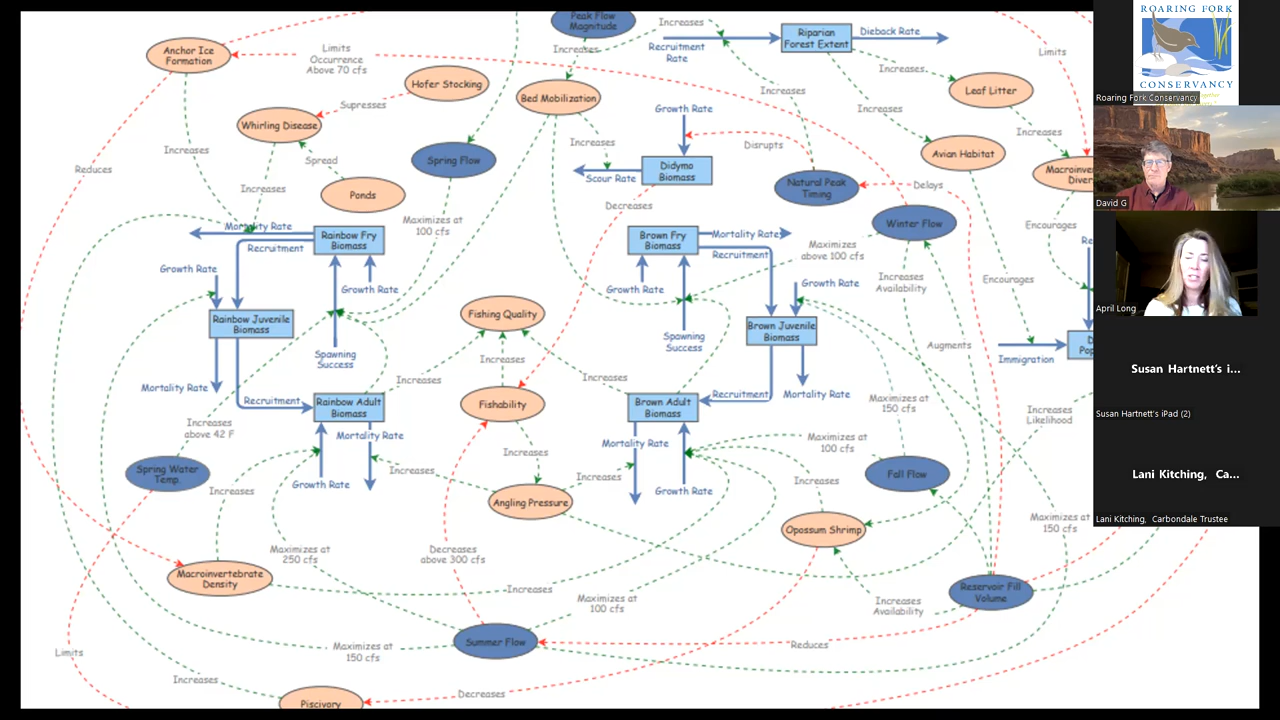 Peak Flow
Magnitude
Increases
Increases
Recruitment
Rate
Riparian
Forest Extent
Dieback Rate
Limits
Anchor Ice
Formation
Limits
Occurrence
Above 70 cfs
Hofer Stocking
Supresses
Whirling Disease
Bed Mobilization
Increases
Leaf Litter
Increases
Growth Rate
Increases
Increases
Increases
Spread
Spring Flow
Increases
Disrupts
Avian Habitat
Reduces
Ponds
Increases
Scour Rate
Didymo
Biomass
Natural Peak
Timing
Delays
Decreases
Winter Flow
Encourages
Mortality Rate
Recruitment
Rainbow Fry
Biomass
Maximizes at
100 cfs
Brown Fry
Biomass
Mortality Rate
Recruitment
Maximizes
above 100 cfs
Growth Rate
Growth Rate
Growth Rate
Growth Rate
Increases
Availability
Encourages
Rainbow Juvenile
Biomass
Fishing Quality
Brown Juvenile
Biomass
Spawning
Success
Spawning
Success
Augments
Immigration
Increases
Mortality Rate
Recruitment
Rainbow Adult
Biomass
Increases
Fishability
Increases
Brown Adult
Biomass
Recruitment
Mortality Rate
Maximizes at
150 cfs
Increases
Likelihood
Increases
above 42 F
Mortality Rate
Increases
Mortality Rate
Maximizes at
100 cfs
Spring Water
Temp.
Increases
Growth Rate
Increases
Increases
Growth Rate
Increases
Fall Flow
Angling Pressure
Opossum Shrimp
Maximizes at
150 cfs
Maximizes at
250 cfs
Decreases
above 300 cfs
Macroinvertebrate
Density
Increases
Maximizes at
100 cfs
Increases
Availability
Reservoir Fill
Volume
Summer Flow
Reduces
Limits
Maximizes at
150 cfs
Increases
Decreases
Piscivory
ROARING FORK
CONSERVANCY
Roaring Fork Conservancy
David G
April Long
Susan Hartnett's i...
Susan Hartnett's iPad (2)
Lani Kitching, Ca...
Lani Kitching, Carbondale Trustee